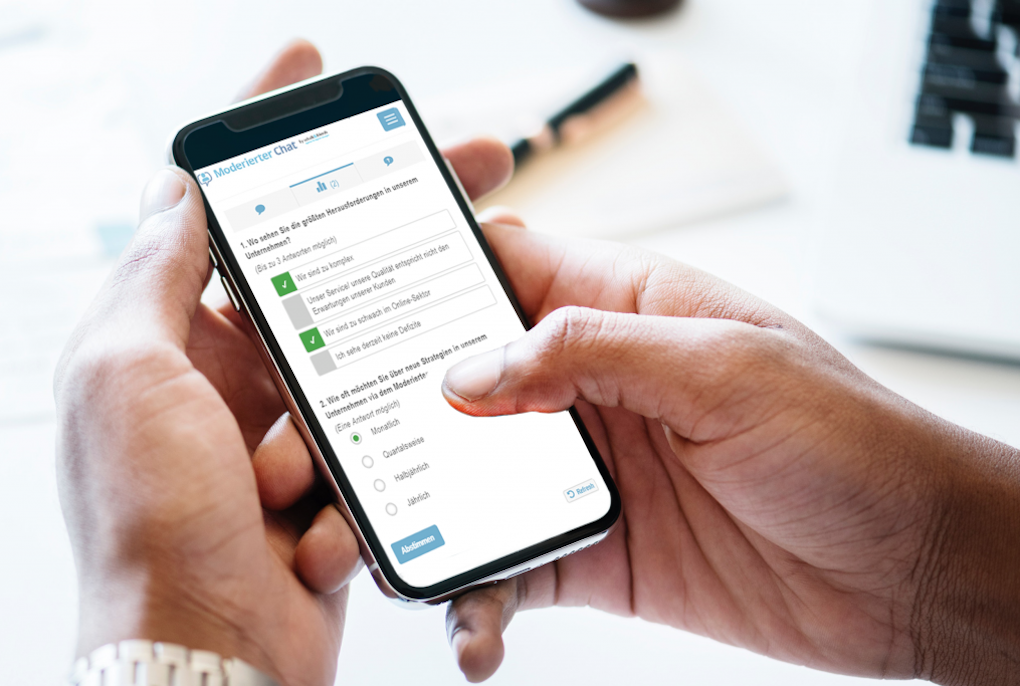 Moderierter Chat
(2)
1. Wo sehen Sie die größten Herausforderungen in unserem
Unternehmen?
(Bis zu 3 Antworten möglich)
Wir sind zu komplex
Unser Service/ unsere Qualität entspricht nicht den
Erwartungen unserer Kunden
Wir sind zu schwach im Online-Sektor
Ich sehe derzeit keine Defizite
2. Wie oft möchten Sie über neue Strategien in unserem
Unternehmen via dem Moderierter
(Eine Antwort möglich)
Monatlich
Quartalsweise
Halbjährlich
Jährlich
Refresh
Abstimmen